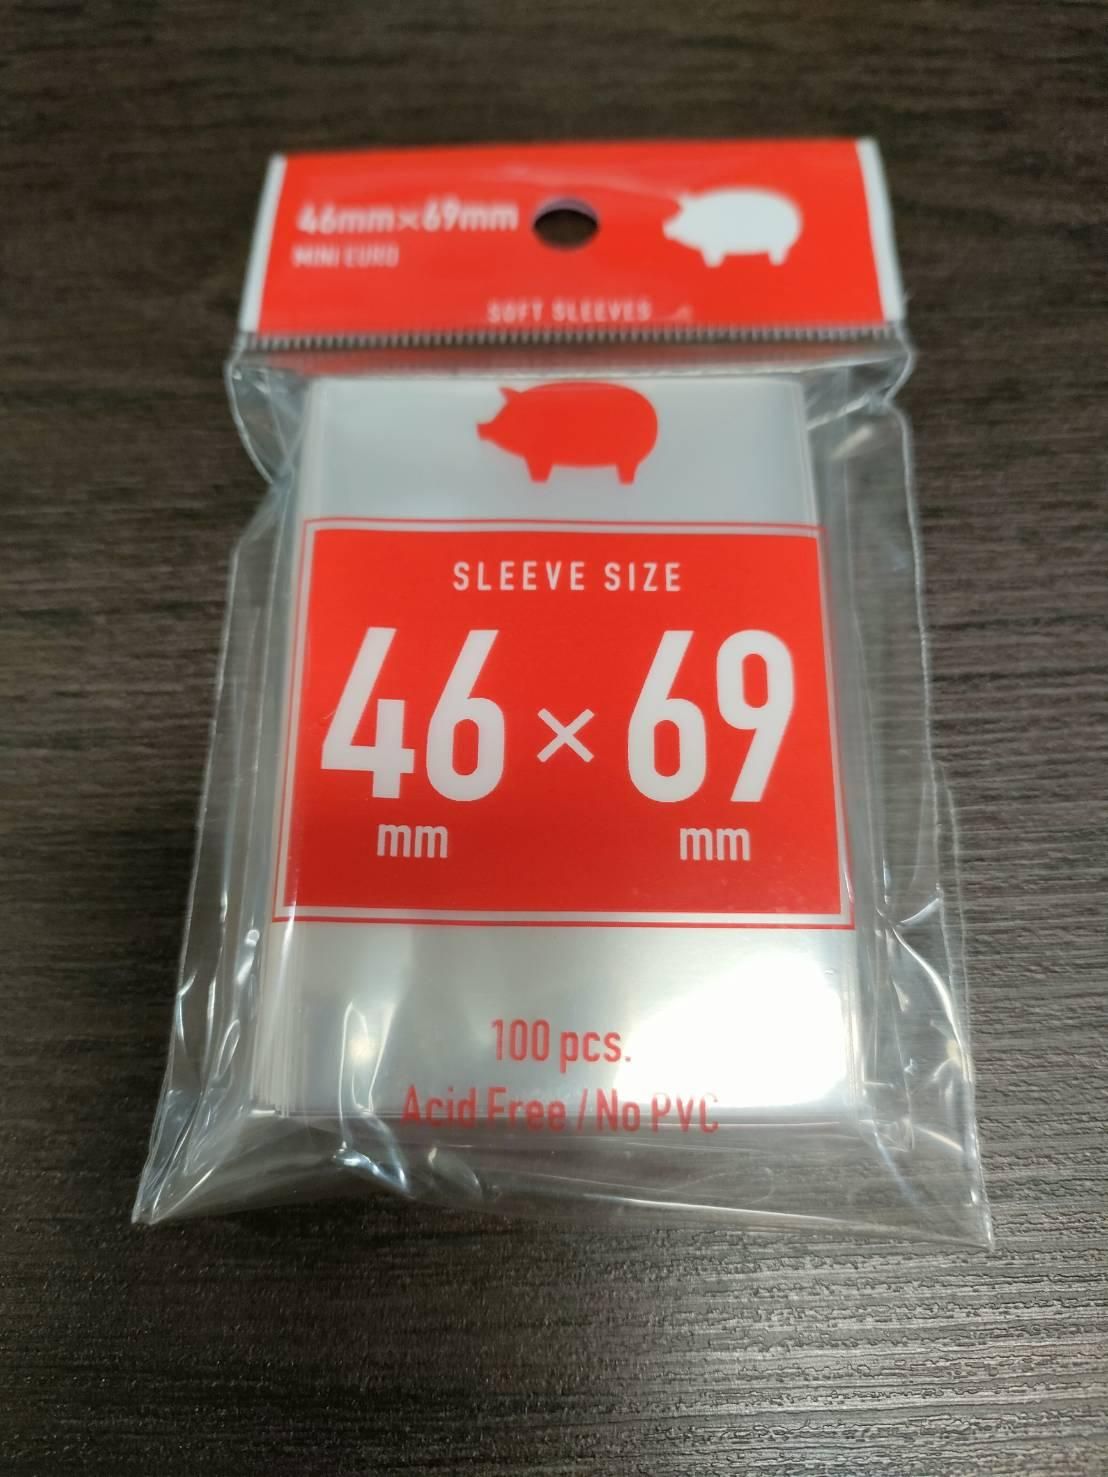 46mm×69mm
MINI EURO
SOFT SLEEVES
SLEEVE SIZE
46 × 69
mm mm
100 pcs.
Acid Free / No PVC